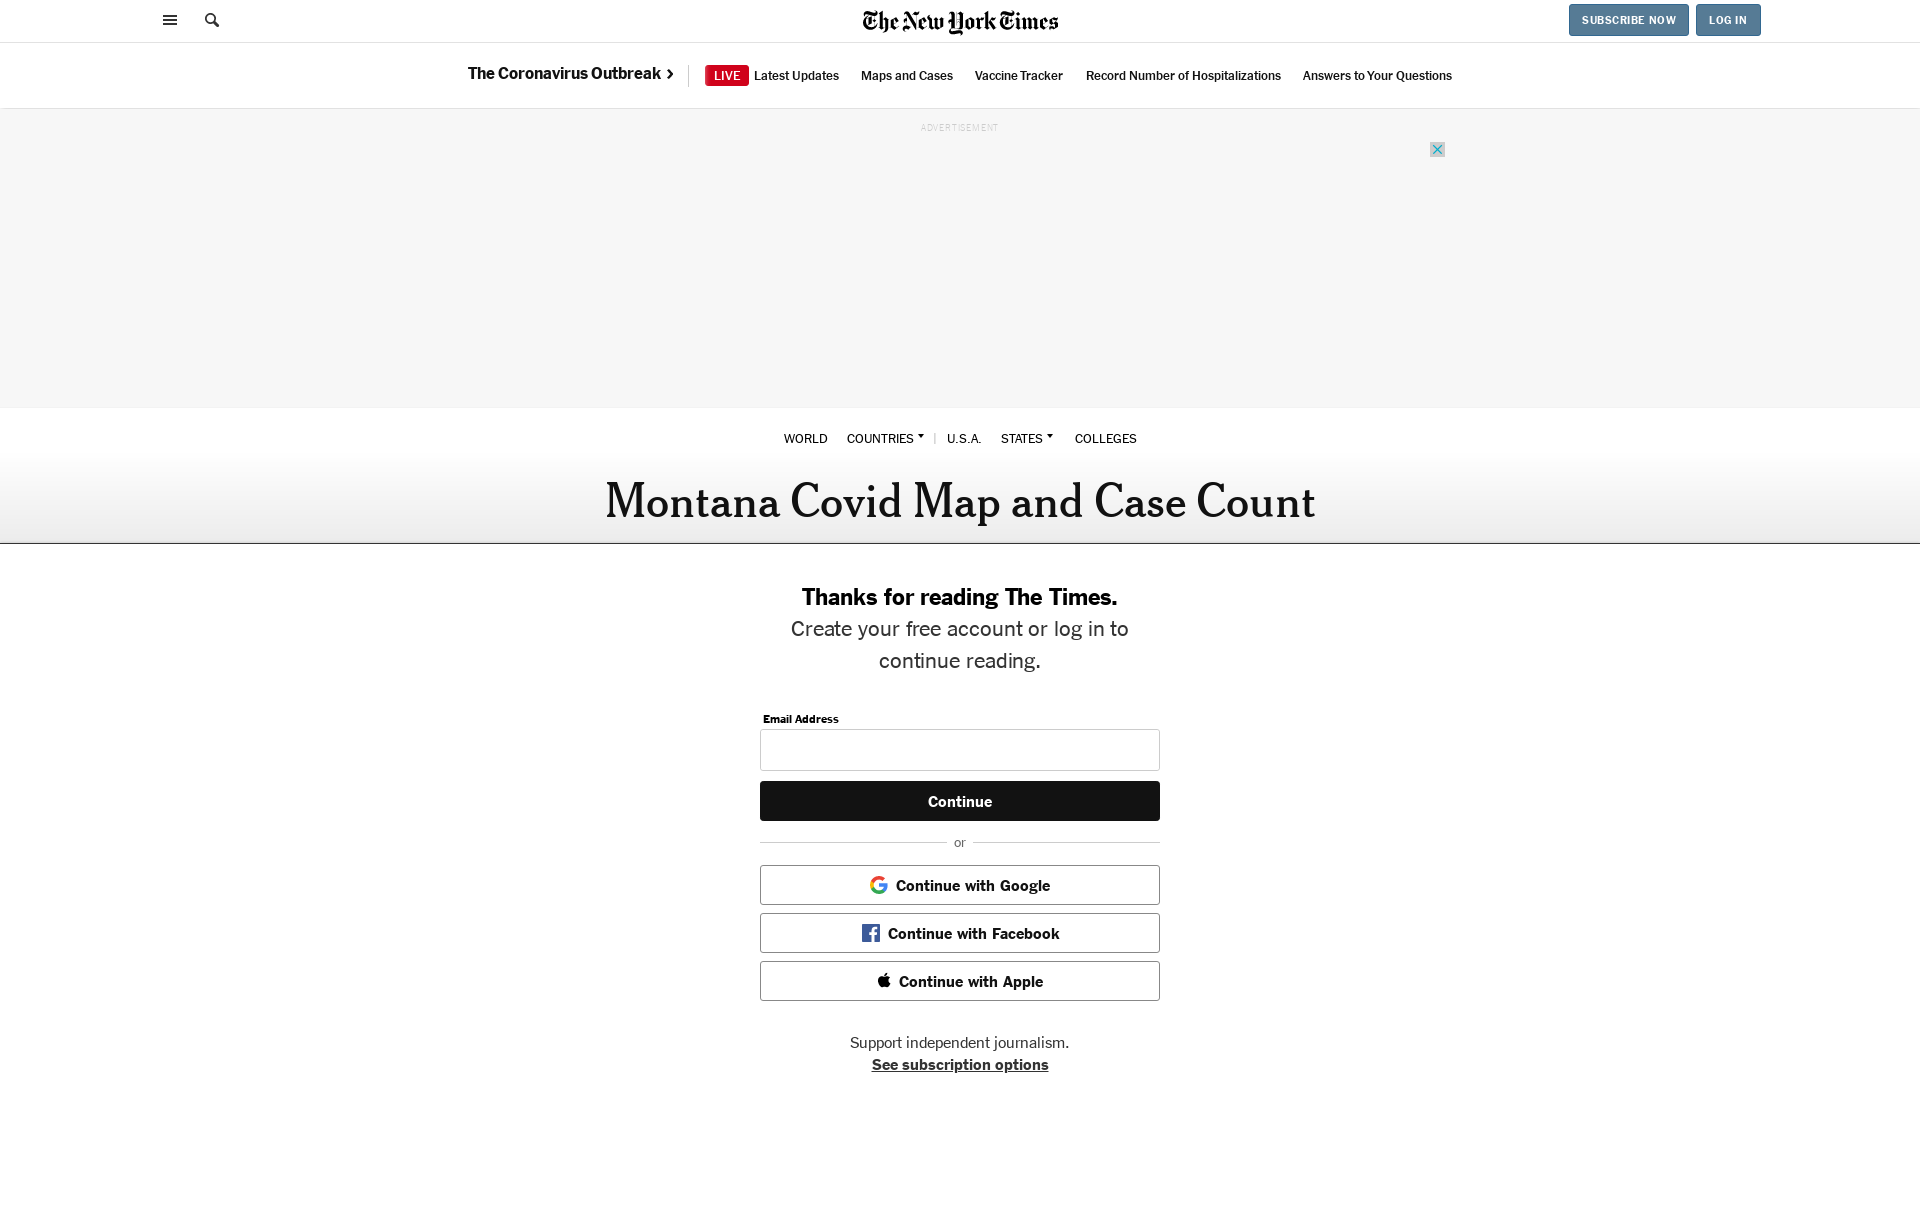 The New York Times
SUBSCRIBE NOW
LOG IN
The Coronavirus Outbreak
LIVE Latest Updates
Maps and Cases
Vaccine Tracker
Record Number of Hospitalizations
Answers to Your Questions
ADVERTISEMENT
WORLD COUNTRIES | U.S.A. STATES COLLEGES
Montana Covid Map and Case Count
Thanks for reading The Times.
Create your free account or log in to
continue reading.
Email Address
Continue
or
Continue with Google
Continue with Facebook
Continue with Apple
Support independent journalism.
See subscription options